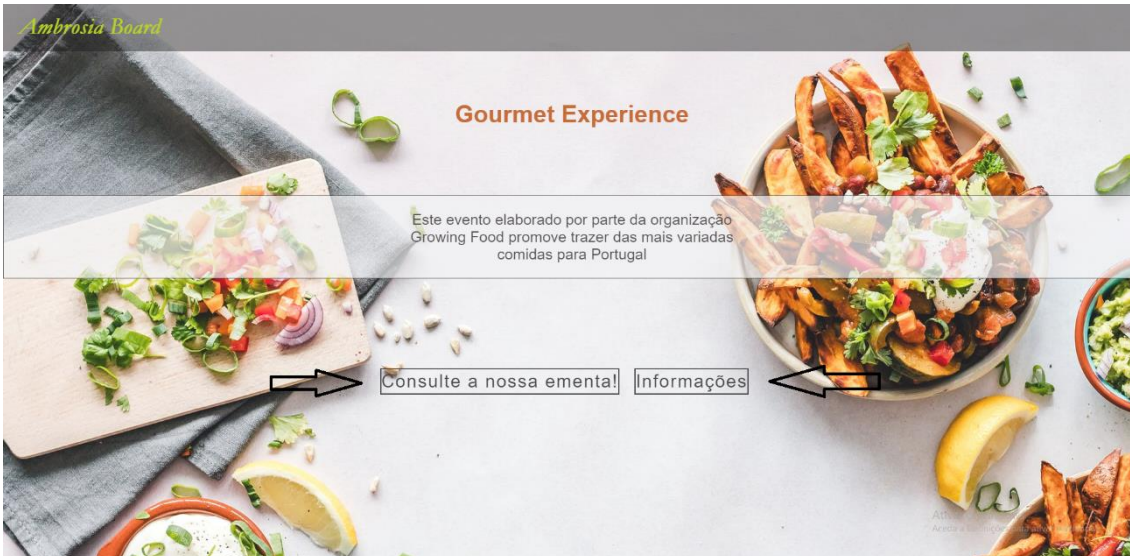 Ambrosia Board
Gourmet Experience
Este evento elaborado por parte da organização
Growing Food promove trazer das mais variadas
comidas para Portugal
Consulte a nossa ementa! Informações